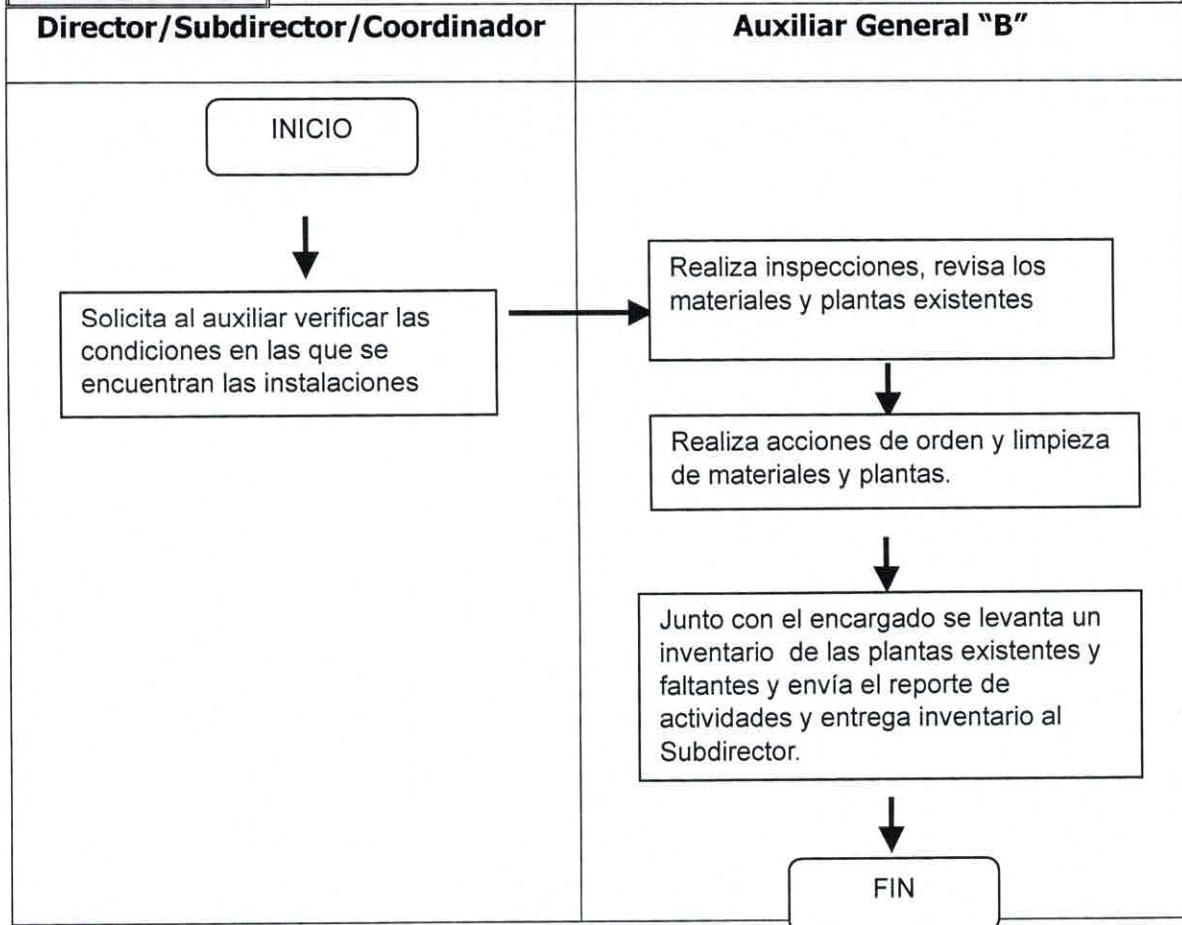 Director/Subdirector/Coordinador
Auxiliar General "B"
INICIO
Solicita al auxiliar verificar las
condiciones en las que se
encuentran las instalaciones
Realiza inspecciones, revisa los
materiales y plantas existentes
Realiza acciones de orden y limpieza
de materiales y plantas.
Junto con el encargado se levanta un
inventario de las plantas existentes y
faltantes y envía el reporte de
actividades y entrega inventario al
Subdirector.
FIN